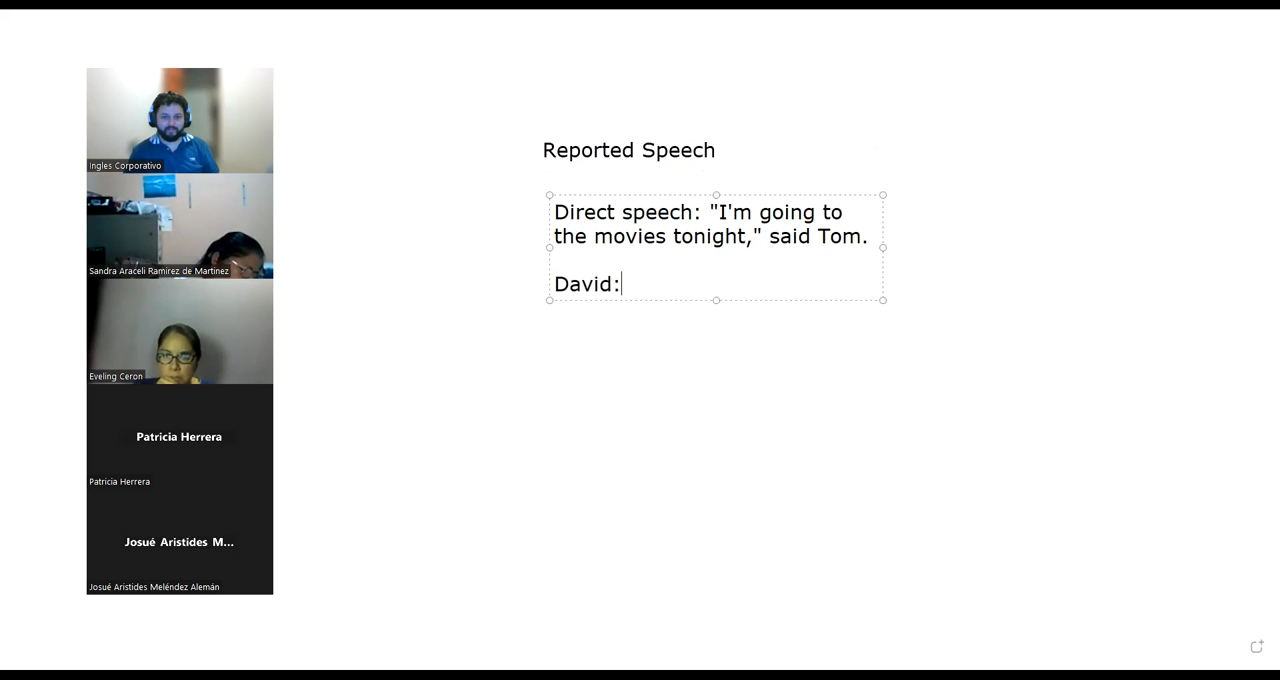 Ingles Corporativo
Sandra Araceli Ramirez de Martinez
Eveling Ceron
Patricia Herrera
Patricia Herrera
Josué Aristides M...
Josué Aristides Meléndez Alemán
Reported Speech
Direct speech: "I'm going to
the movies tonight," said Tom.
David: